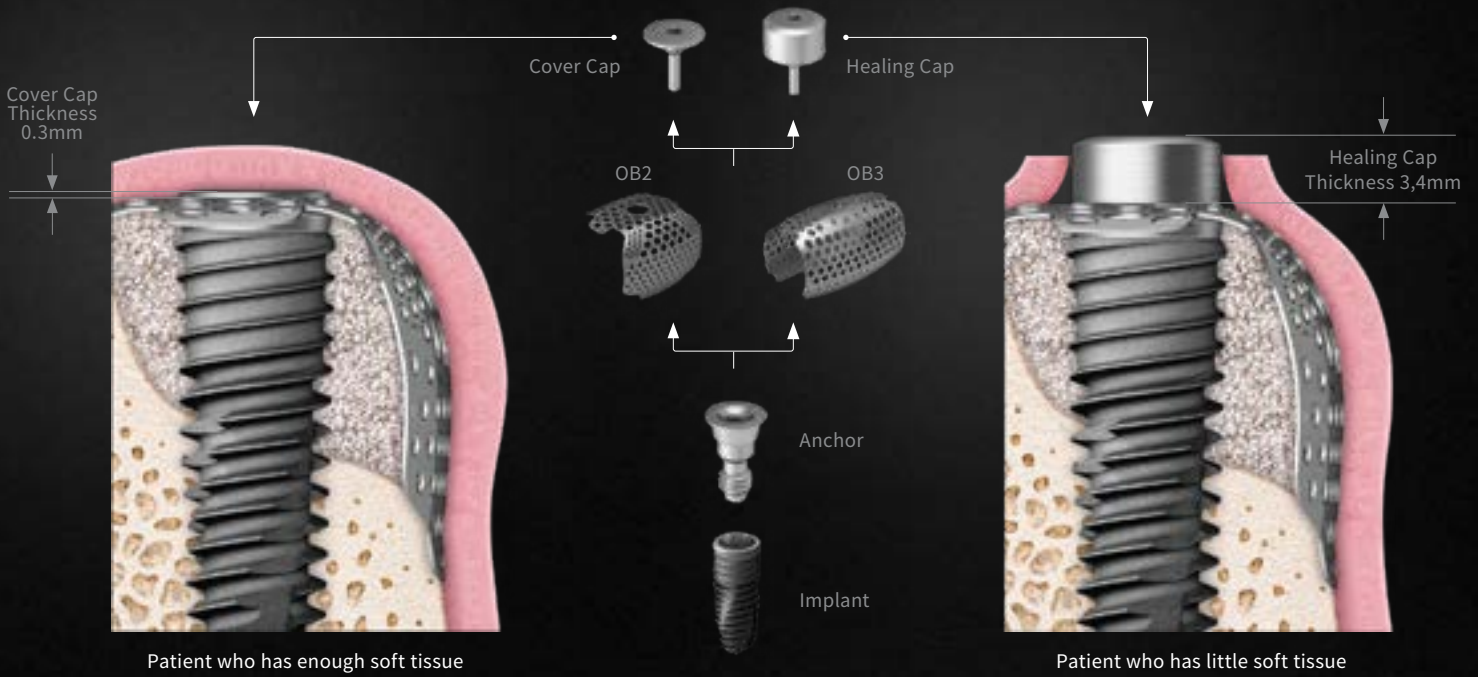 Cover Cap
Healing Cap
Cover Cap
Thickness
0.3mm
Healing Cap
Thickness 3,4mm
OB2
OB3
Anchor
Implant
Patient who has enough soft tissue
Patient who has little soft tissue